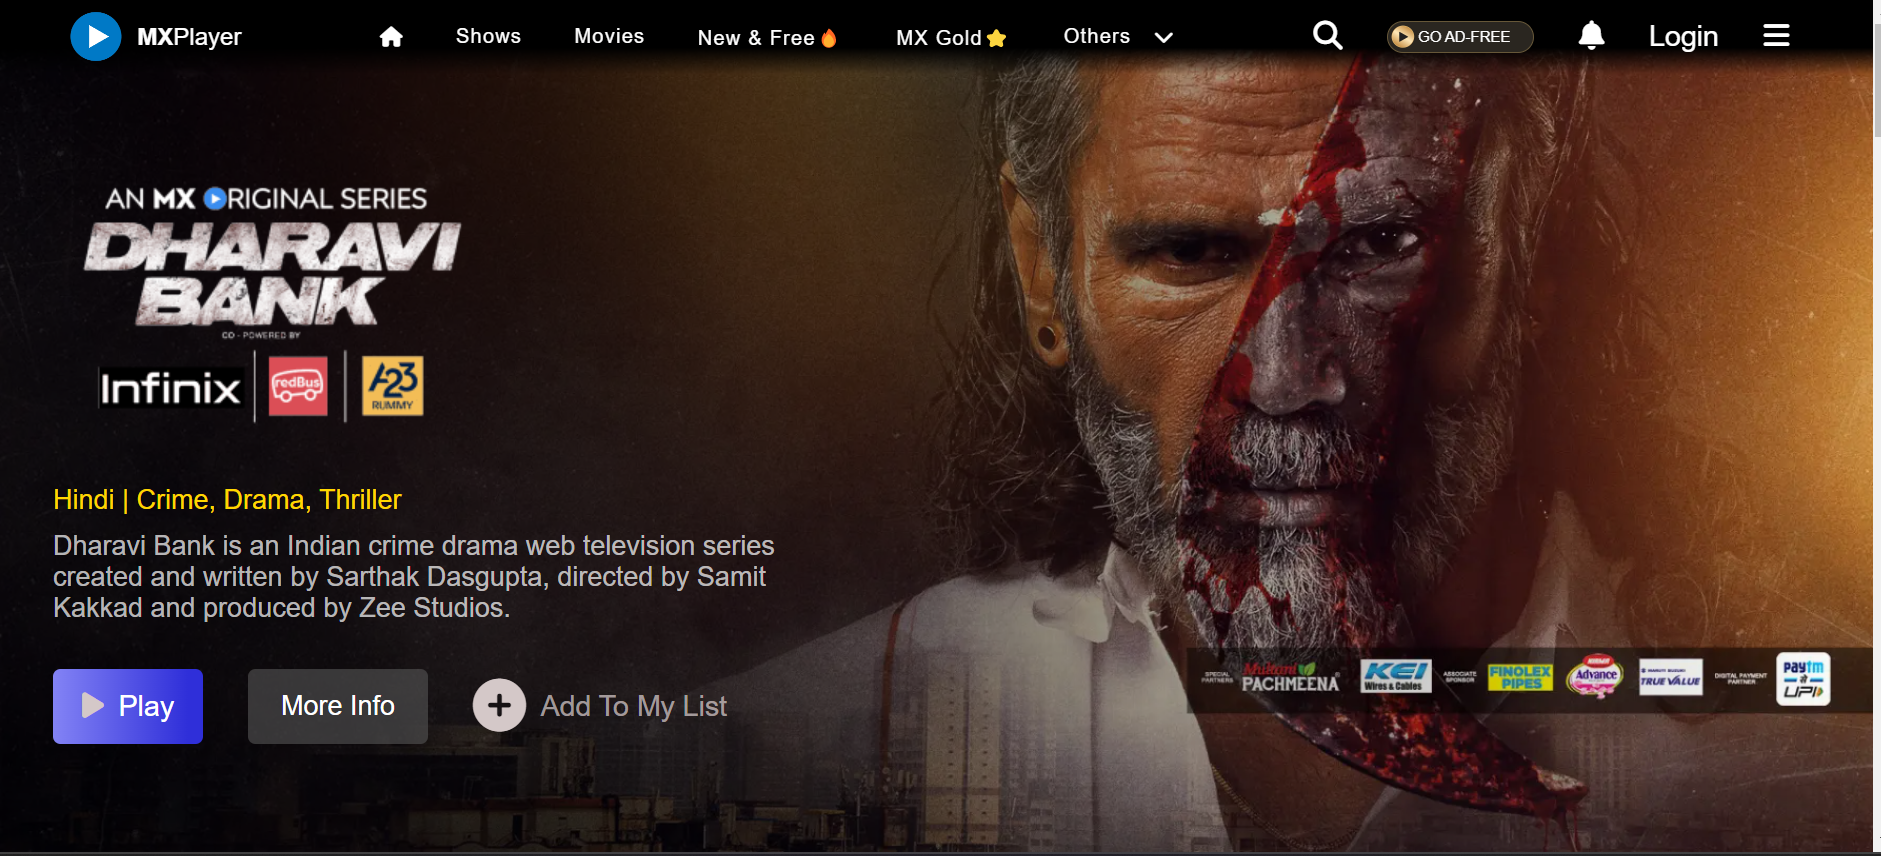 MXPlayer
Shows
Movies
New & Free
MX Gold
Others
GO AD-FREE
Login
AN MX ORIGINAL SERIES
DHARAVI
BANK
CO - POWERED BY
Infinix
redBus
A23
RUMMY
Hindi | Crime, Drama, Thriller
Dharavi Bank is an Indian crime drama web television series
created and written by Sarthak Dasgupta, directed by Samit
Kakkad and produced by Zee Studios.
Play
More Info
Add To My List
SPECIAL
PARTNERS
Multani
PACHMEENA
KEI
Wires & Cables
ASSOCIATE
SPONSOR
FINOLEX
PIPES
Advance
MARUTI SUZUKI
TRUE VALUE
DIGITAL PAYMENT
PARTNER
paytm
से
UPI